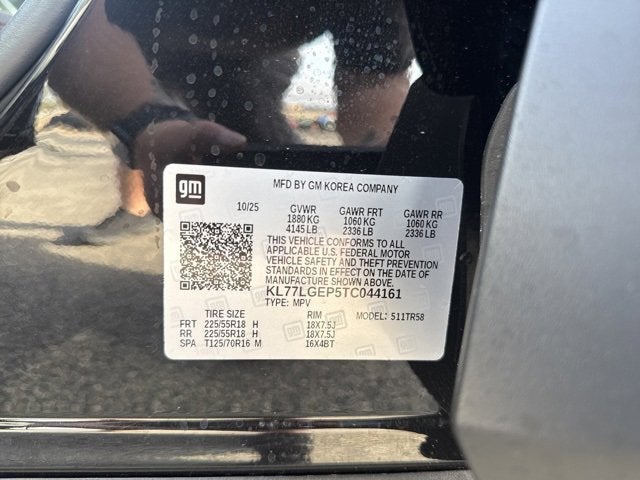 gm
MFD BY GM KOREA COMPANY
10/25 GVWR GAWR FRT GAWR RR
1880 KG 1060 KG 1060 KG
4145 LB 2336 LB 2336 LB
THIS VEHICLE CONFORMS TO ALL
APPLICABLE U.S. FEDERAL MOTOR
VEHICLE SAFETY AND THEFT PREVENTION
STANDARDS IN EFFECT ON THE DATE OF
MANUFACTURE SHOWN ABOVE.
KL77LGEP5TC044161
TYPE: MPV
TIRE SIZE RIM MODEL: 511TR58
FRT 225/55R18 H 18X7.5J
RR 225/55R18 H 18X7.5J
SPA T125/70R16 M 16X4BT